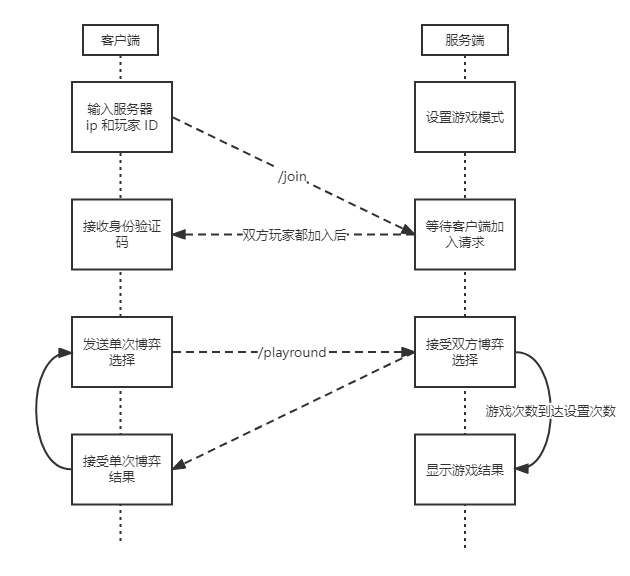 客户端
服务端
输入服务器
ip 和玩家 ID
设置游戏模式
/join
接收身份验证
码
双方玩家都加入后
等待客户端加
入请求
发送单次博弈
选择
/playround
接受双方博弈
选择
游戏次数到达设置次数
接受单次博弈
结果
显示游戏结果